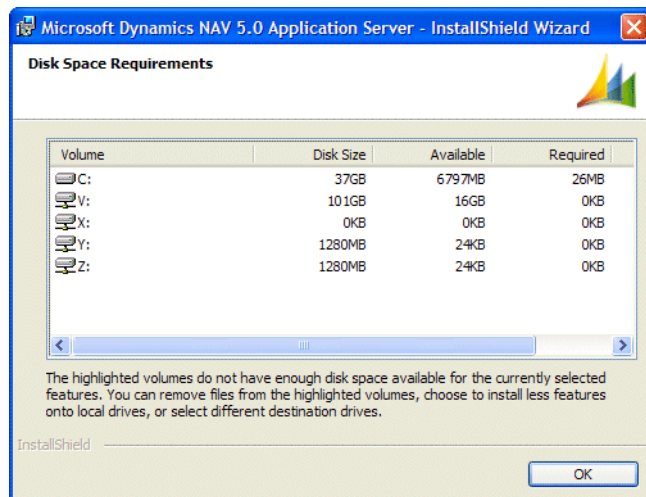 Microsoft Dynamics NAV 5.0 Application Server - InstallShield Wizard
Disk Space Requirements
Volume Disk Size Available Required
C: 37GB 6797MB 26MB
V: 101GB 16GB 0KB
X: 0KB 0KB 0KB
Y: 1280MB 24KB 0KB
Z: 1280MB 24KB 0KB
The highlighted volumes do not have enough disk space available for the currently selected
features. You can remove files from the highlighted volumes, choose to install less features
onto local drives, or select different destination drives.
InstallShield
OK